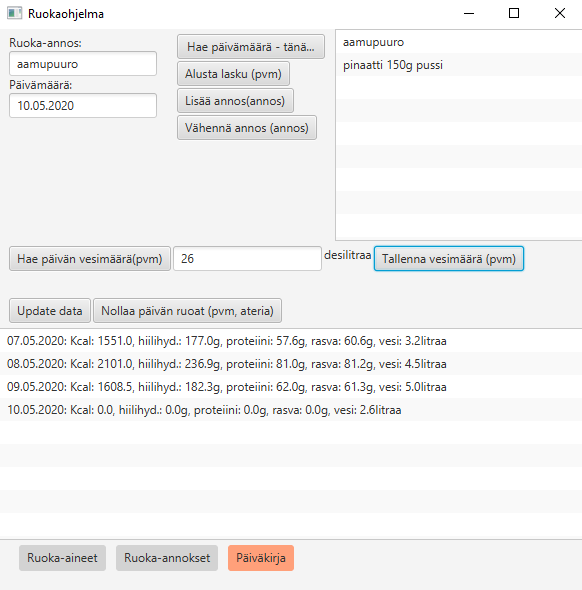 Ruokaohjelma
Ruoka-annos:
aamupuuro
Päivämäärä:
10.05.2020
Hae päivämäärä - tänä...
Alusta lasku (pvm)
Lisää annos(annos)
Vähennä annos (annos)
aamupuuro
pinaatti 150g pussi
Hae päivän vesimäärä(pvm) 26 desilitraa Tallenna vesimäärä (pvm)
Update data Nollaa päivän ruoat (pvm, ateria)
07.05.2020: Kcal: 1551.0, hiilihyd.: 177.0g, proteiini: 57.6g, rasva: 60.6g, vesi: 3.2litraa
08.05.2020: Kcal: 2101.0, hiilihyd.: 236.9g, proteiini: 81.0g, rasva: 81.2g, vesi: 4.5litraa
09.05.2020: Kcal: 1608.5, hiilihyd.: 182.3g, proteiini: 62.0g, rasva: 61.3g, vesi: 5.0litraa
10.05.2020: Kcal: 0.0, hiilihyd.: 0.0g, proteiini: 0.0g, rasva: 0.0g, vesi: 2.6litraa
Ruoka-aineet Ruoka-annokset Päiväkirja